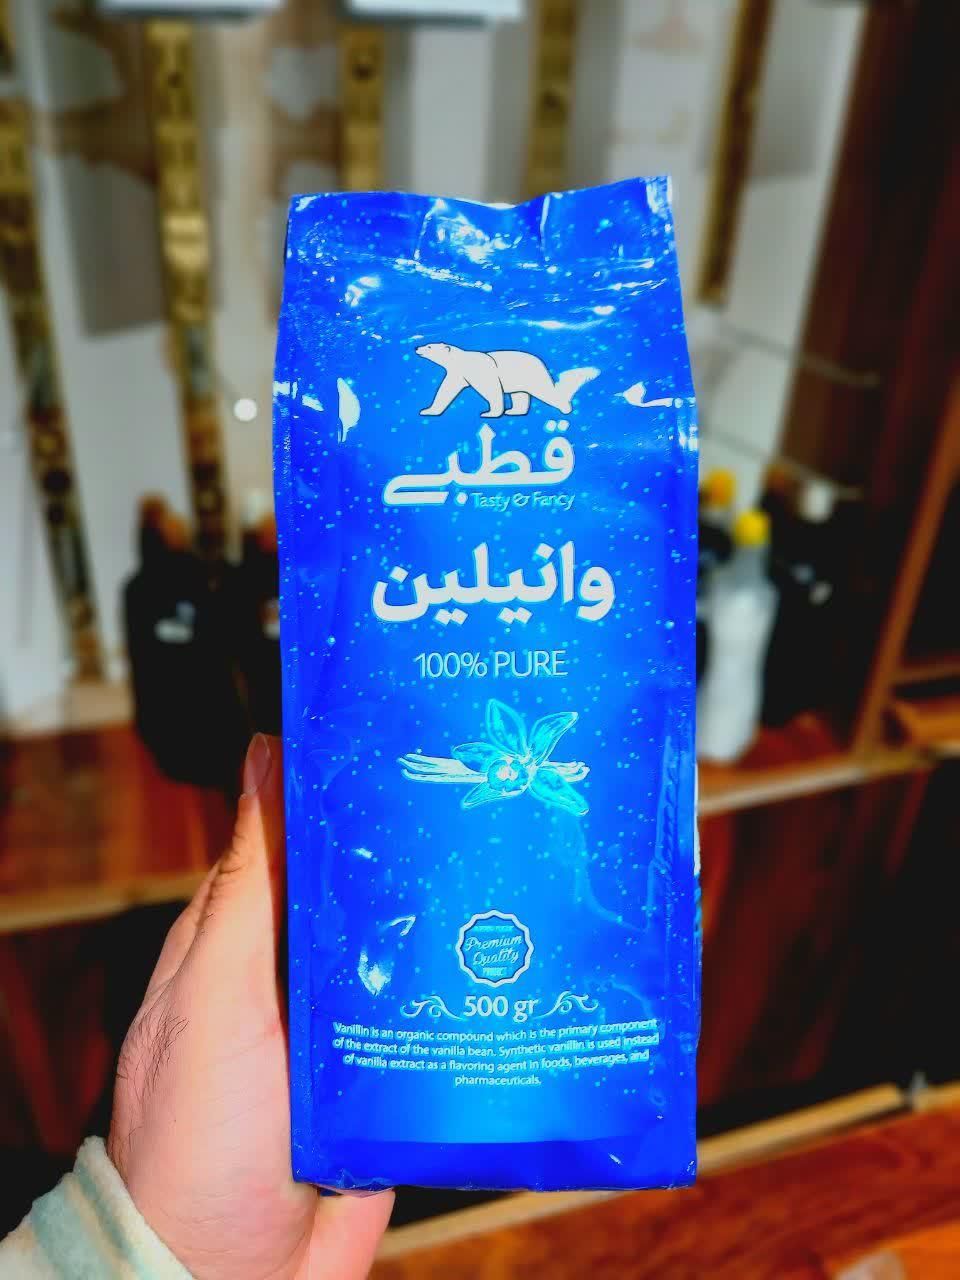 قطبی
Tasty & Fancy
وانیلین
100% PURE
Premium
Quality
PRODUCT
500 gr
Vanillin is an organic compound which is the primary component
of the extract of the vanilla bean. Synthetic vanillin is used instead
of vanilla extract as a flavoring agent in foods, beverages, and
pharmaceuticals.